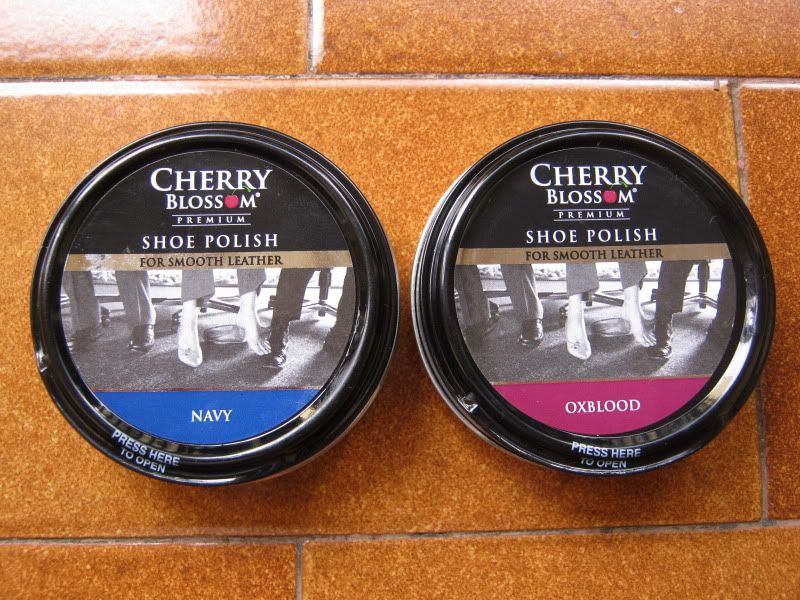 CHERRY
BLOSSOM®
PREMIUM
SHOE POLISH
FOR SMOOTH LEATHER
NAVY
PRESS HERE
TO OPEN
CHERRY
BLOSSOM®
PREMIUM
SHOE POLISH
FOR SMOOTH LEATHER
OXBLOOD
PRESS HERE
TO OPEN